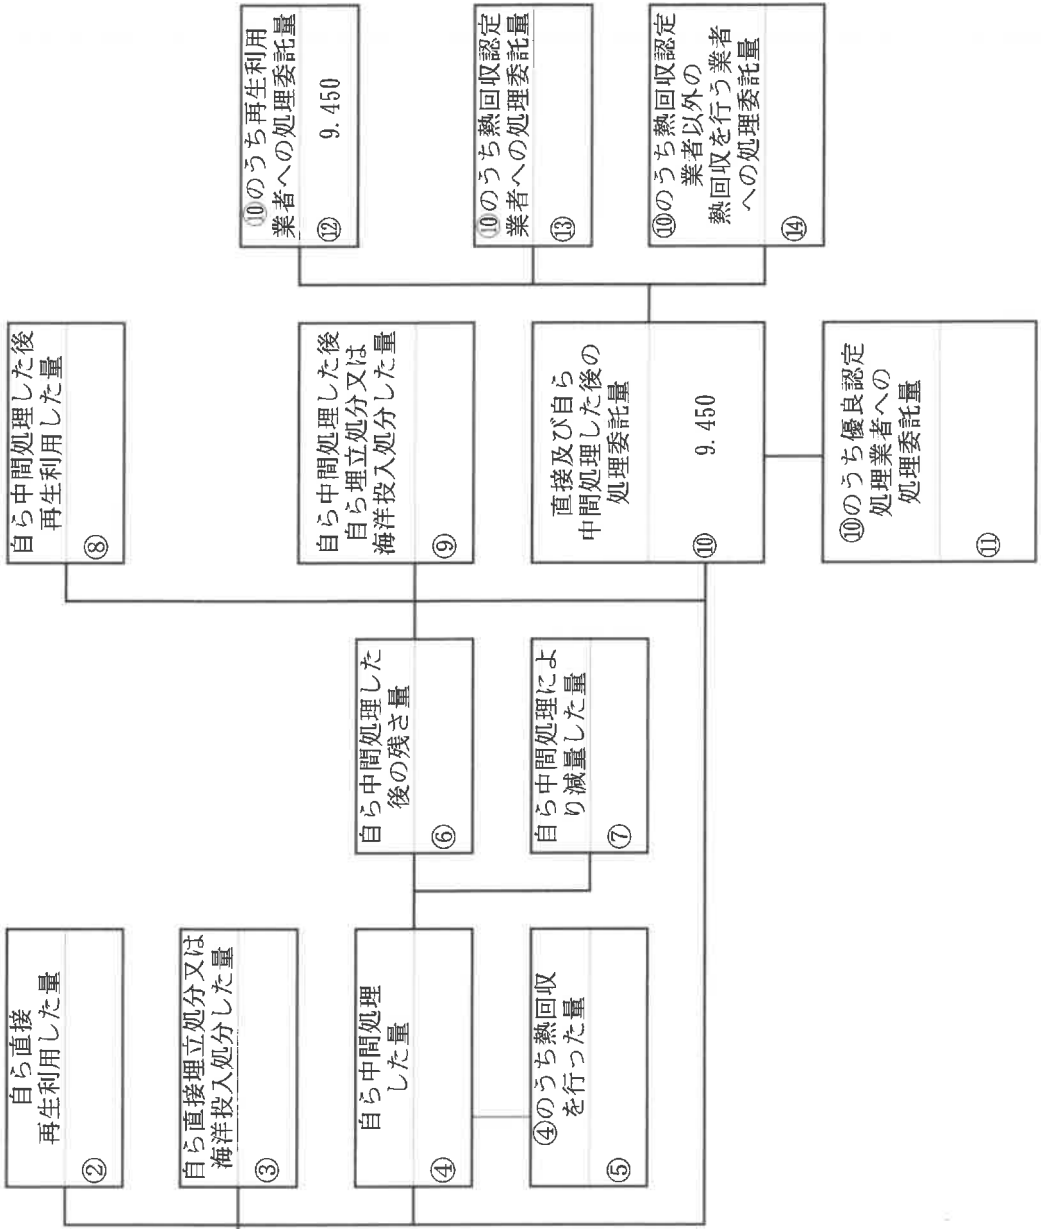 自ら直接
再生利用した量
②
自ら直接埋立処分又は
海洋投入処分した量
③
自ら中間処理
した量
④
④のうち熱回収
を行った量
⑤
自ら中間処理した
後の残さ量
⑥
自ら中間処理によ
り減量した量
⑦
自ら中間処理した後
再生利用した量
⑧
自ら中間処理した後
自ら埋立処分又は
海洋投入処分した量
⑨
直接及び自ら
中間処理した後の
処理委託量
⑩ 9.450
⑩のうち優良認定
処理業者への
処理委託量
⑪
⑩のうち再生利用
業者への処理委託量
⑫ 9.450
⑩のうち熱回収認定
業者への処理委託量
⑬
⑩のうち熱回収認定
業者以外の
熱回収を行う業者
への処理委託量
⑭